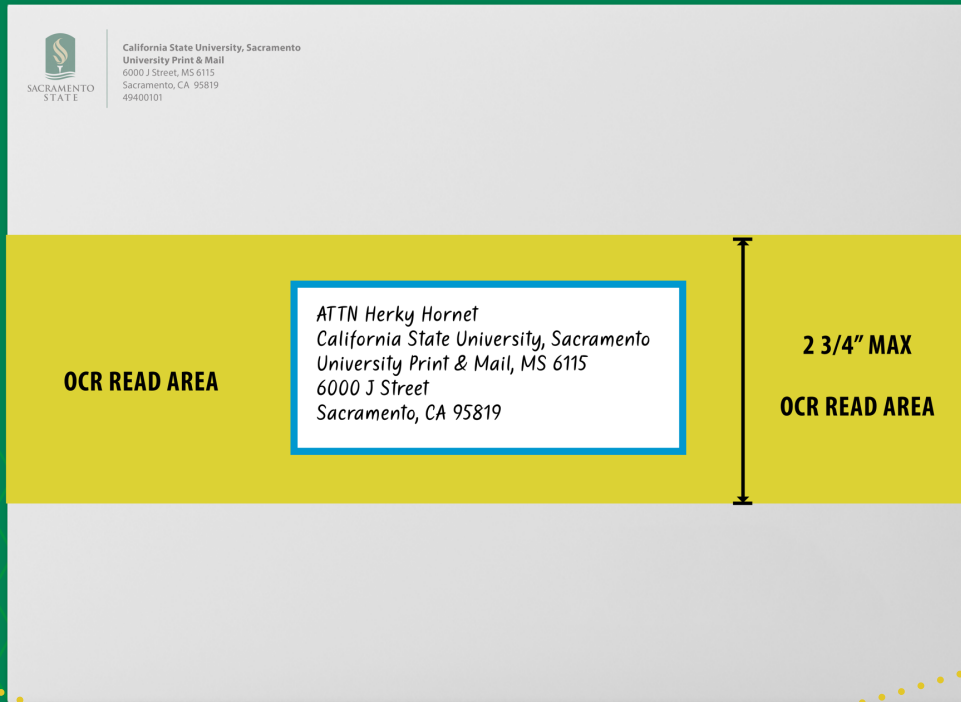 California State University, Sacramento
University Print & Mail
6000 J Street, MS 6115
Sacramento, CA 95819
49400101
SACRAMENTO
STATE
OCR READ AREA
ATTN Herky Hornet
California State University, Sacramento
University Print & Mail, MS 6115
6000 J Street
Sacramento, CA 95819
2 3/4” MAX
OCR READ AREA